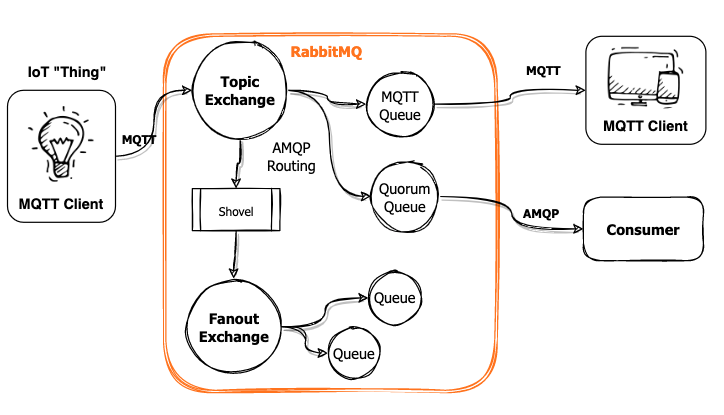 RabbitMQ
IoT "Thing"
MQTT Client
MQTT
Topic
Exchange
AMQP
Routing
MQTT
Queue
MQTT
MQTT Client
Shovel
Quorum
Queue
AMQP
Consumer
Fanout
Exchange
Queue
Queue